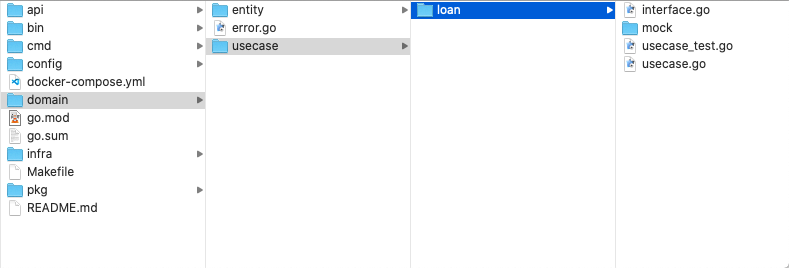 api
bin
cmd
config
docker-compose.yml
domain
go.mod
go.sum
infra
Makefile
pkg
README.md
entity
error.go
usecase
loan
interface.go
mock
usecase_test.go
usecase.go